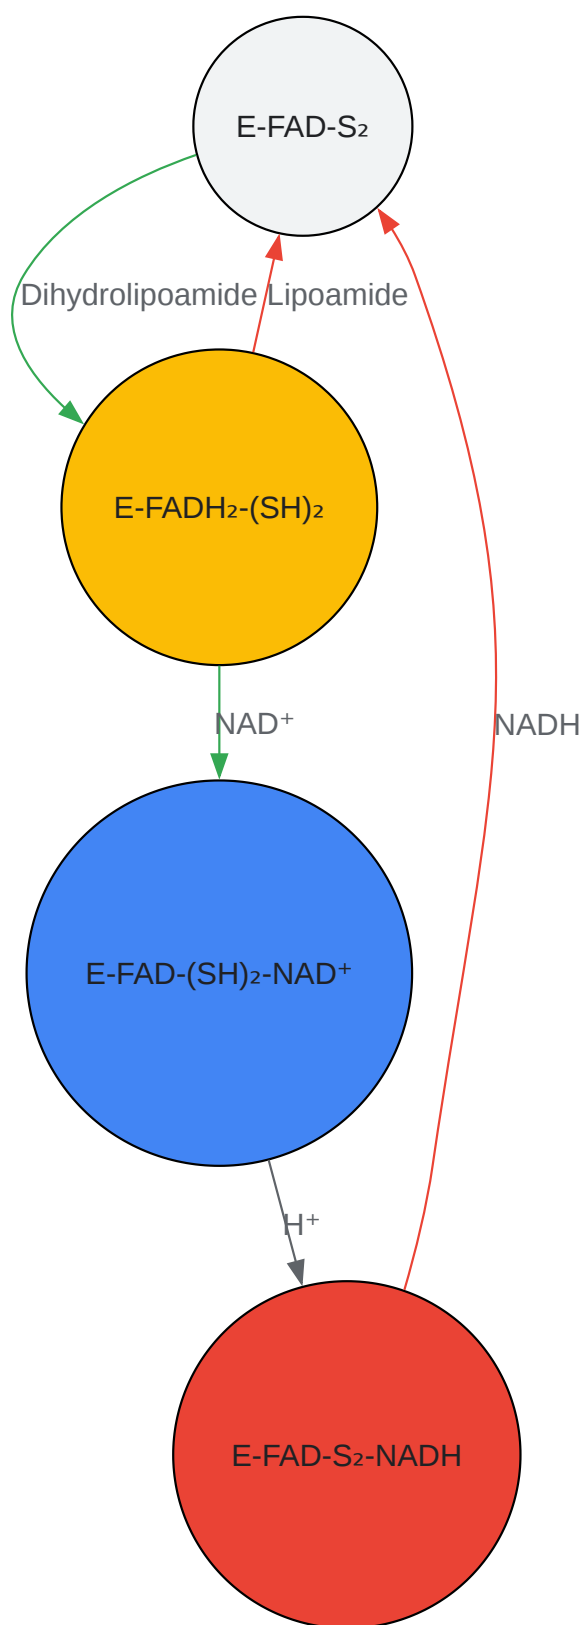 E-FAD-S₂
Dihydrolipoamide
Lipoamide
E-FADH₂-(SH)₂
NAD⁺
NADH
E-FAD-(SH)₂-NAD⁺
H⁺
E-FAD-S₂-NADH